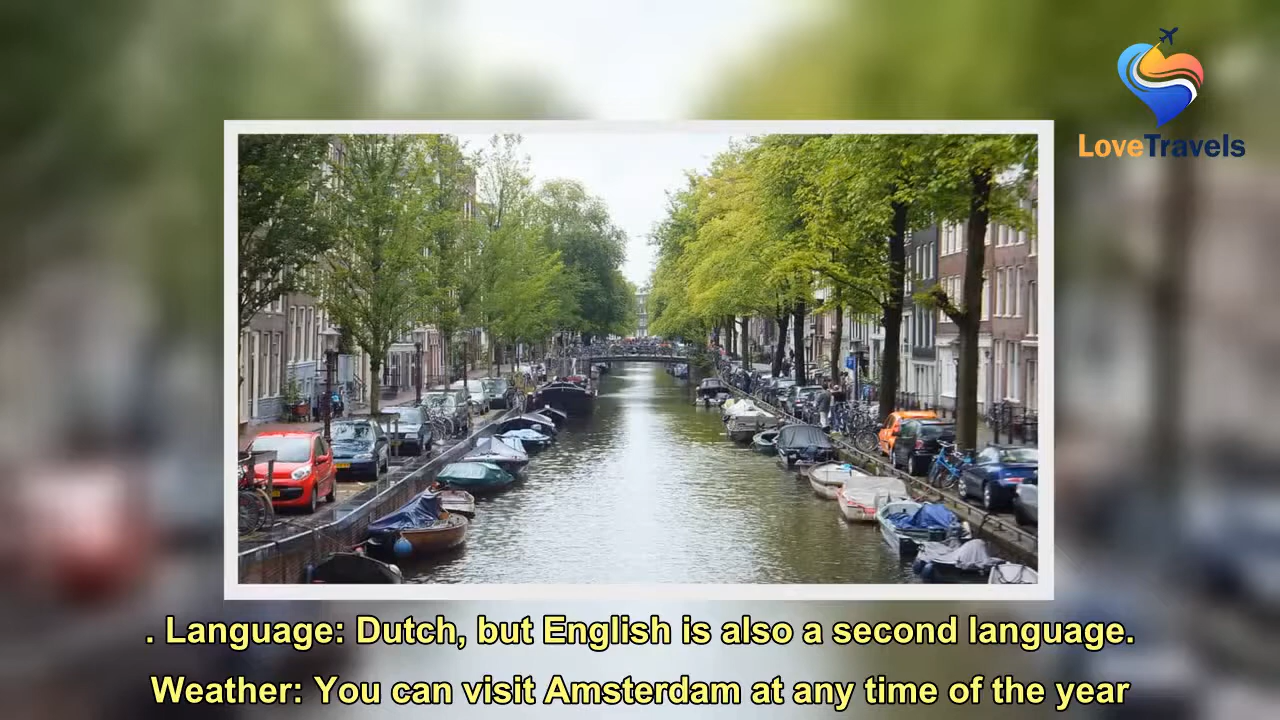 LoveTravels
. Language: Dutch, but English is also a second language.
Weather: You can visit Amsterdam at any time of the year